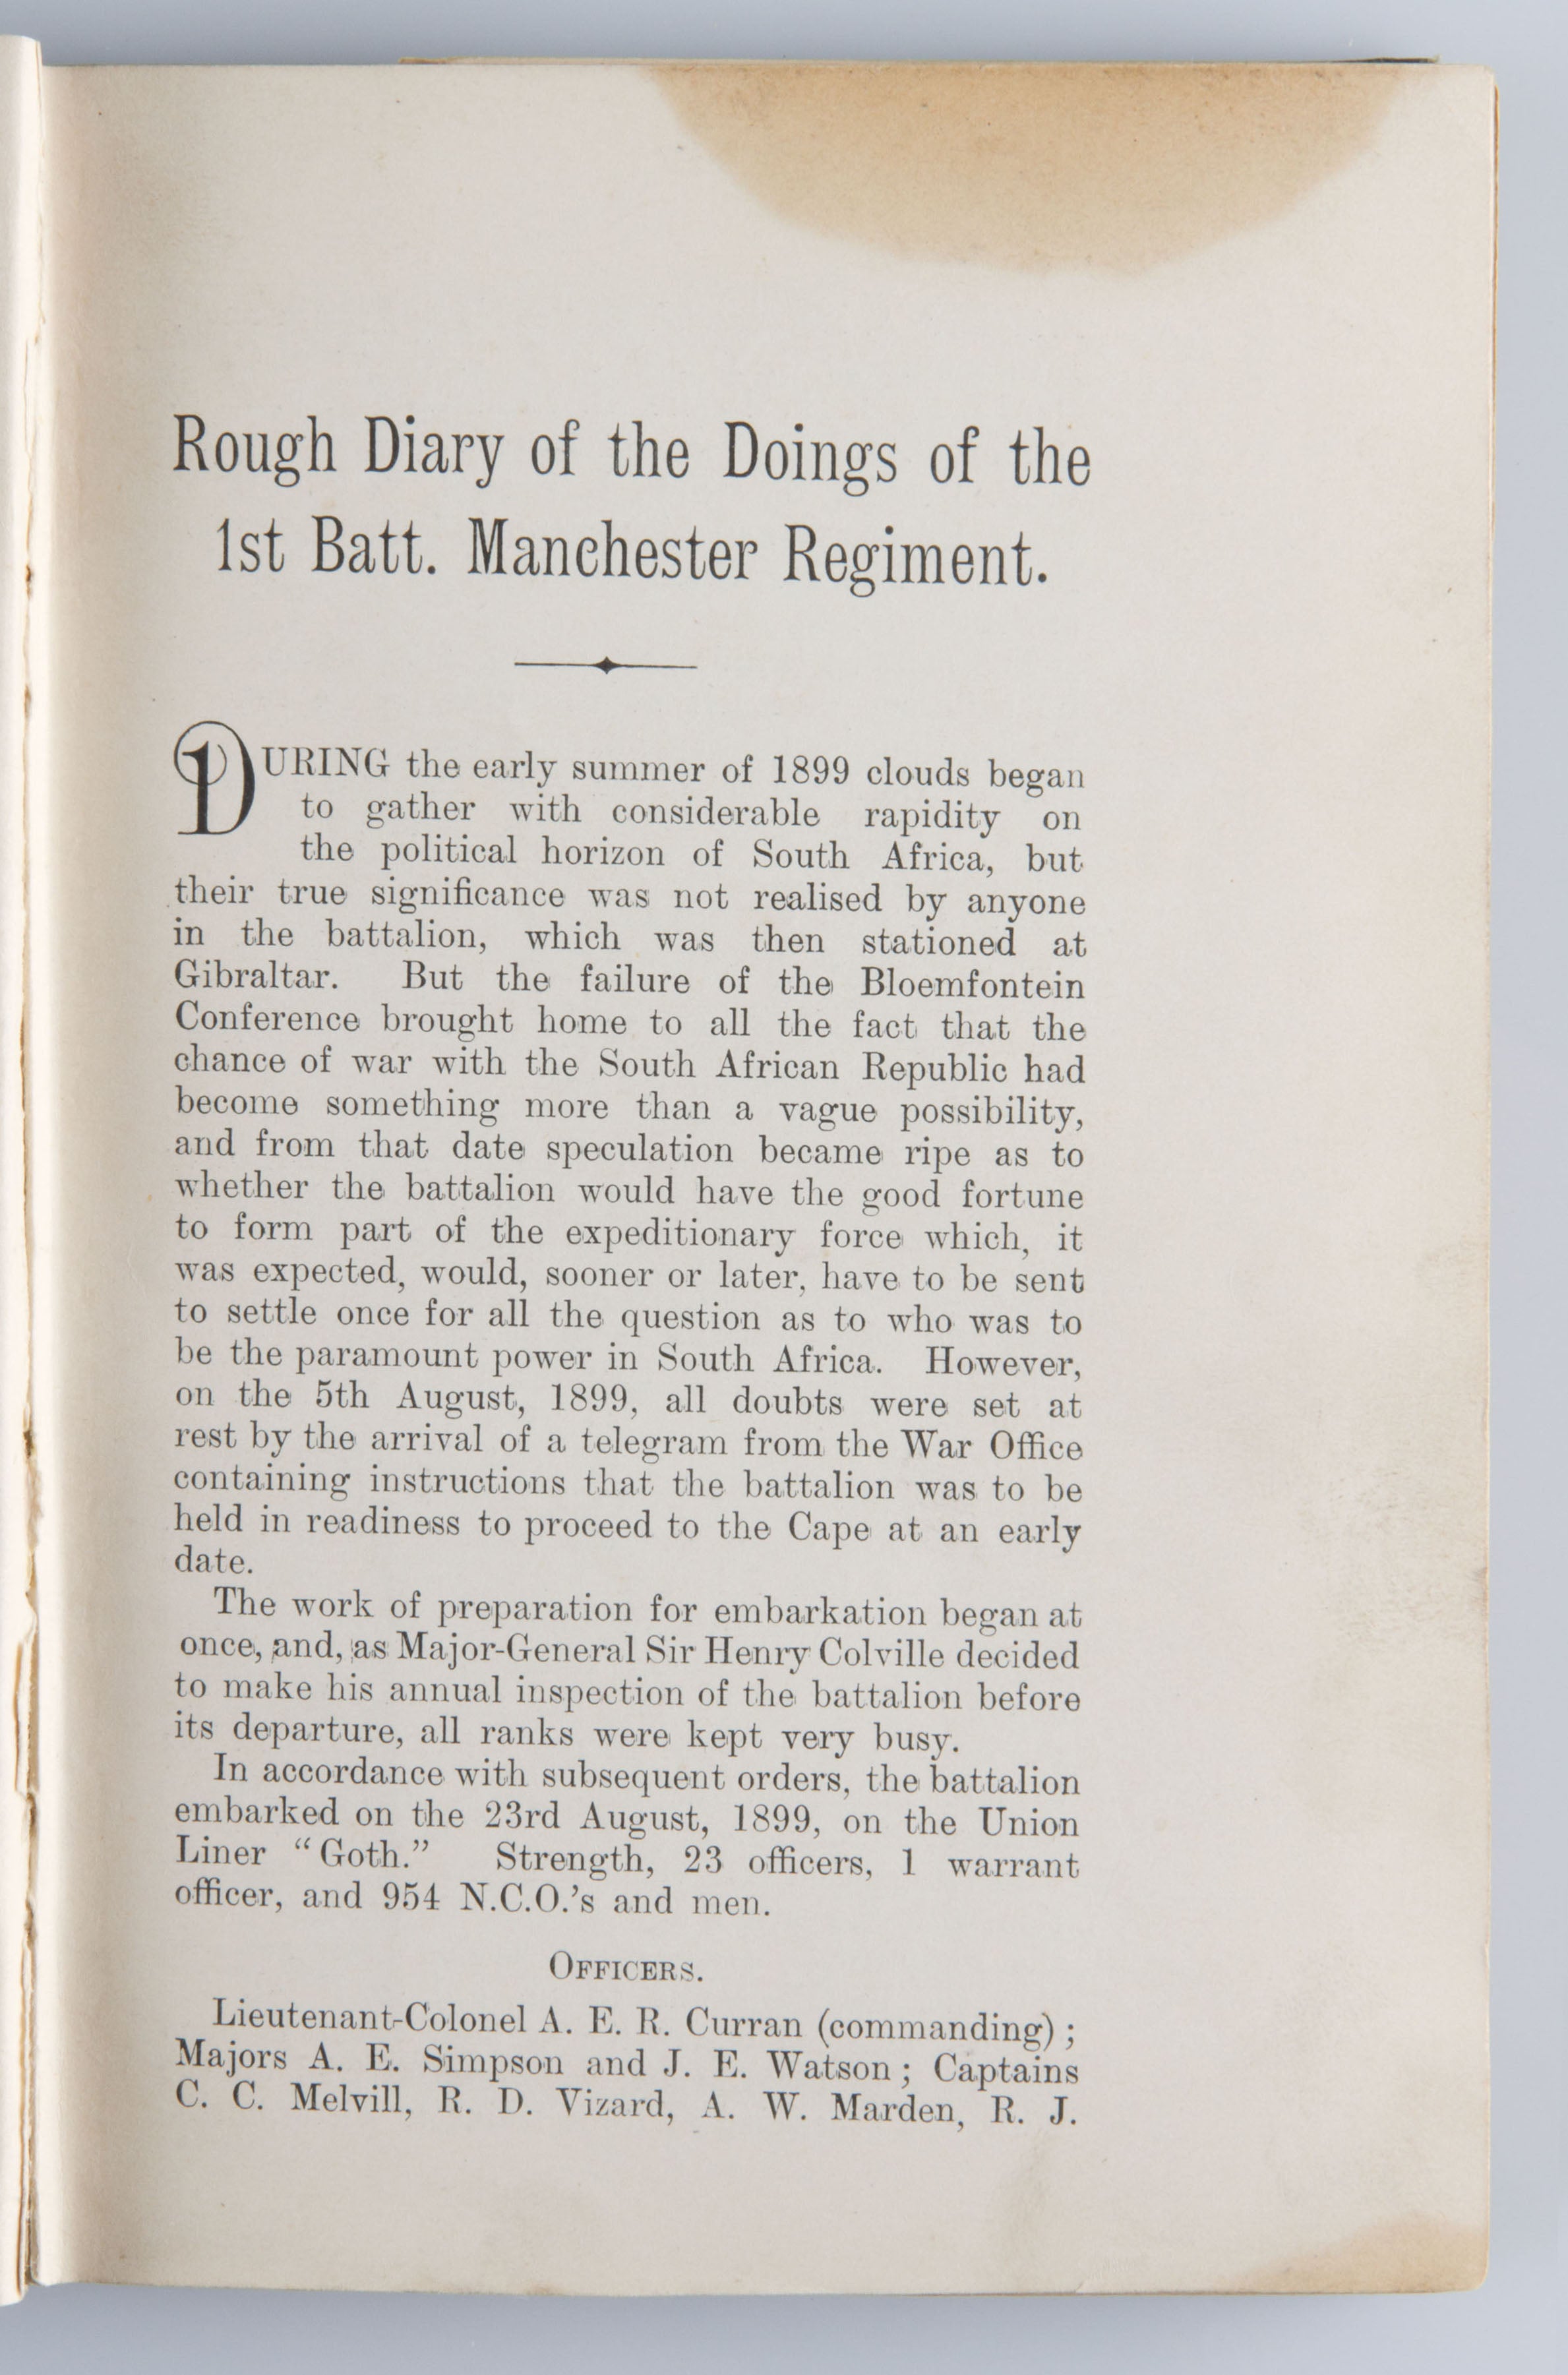 Rough Diary of the Doings of the
1st Batt. Manchester Regiment.
DURING the early summer of 1899 clouds began
to gather with considerable rapidity on
the political horizon of South Africa, but
their true significance was not realised by anyone
in the battalion, which was then stationed at
Gibraltar. But the failure of the Bloemfontein
Conference brought home to all the fact that the
chance of war with the South African Republic had
become something more than a vague possibility,
and from that date speculation became ripe as to
whether the battalion would have the good fortune
to form part of the expeditionary force which, it
was expected, would, sooner or later, have to be sent
to settle once for all the question as to who was to
be the paramount power in South Africa. However,
on the 5th August, 1899, all doubts were set at
rest by the arrival of a telegram from the War Office
containing instructions that the battalion was to be
held in readiness to proceed to the Cape at an early
date.
The work of preparation for embarkation began at
once, and, as Major-General Sir Henry Colville decided
to make his annual inspection of the battalion before
its departure, all ranks were kept very busy.
In accordance with subsequent orders, the battalion
embarked on the 23rd August, 1899, on the Union
Liner “Goth.” Strength, 23 officers, 1 warrant
officer, and 954 N.C.O.’s and men.
OFFICERS.
Lieutenant-Colonel A. E. R. Curran (commanding) ;
Majors A. E. Simpson and J. E. Watson ; Captains
C. C. Melvill, R. D. Vizard, A. W. Marden, R. J.